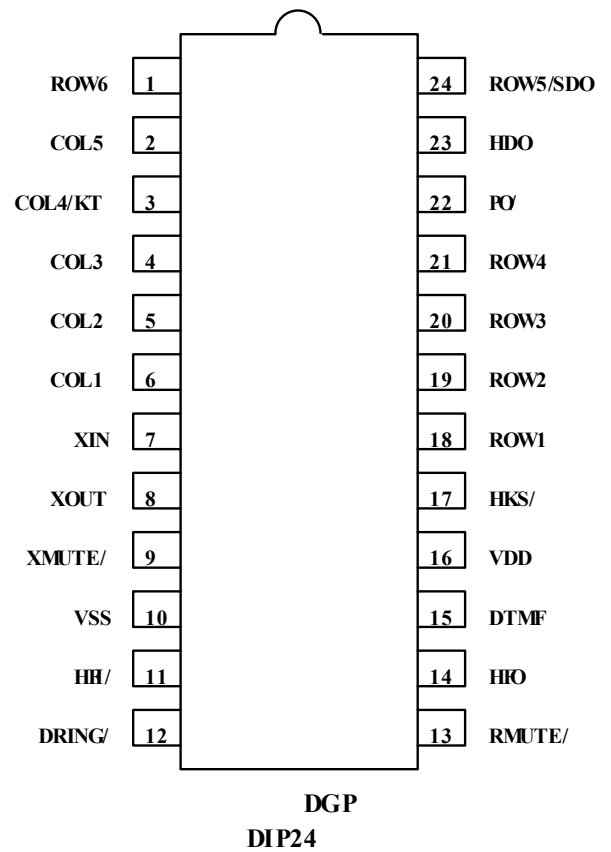 ROW6 1 24 ROW5/SDO
COL5 2 23 HDO
COL4/KT 3 22 PO/
COL3 4 21 ROW4
COL2 5 20 ROW3
COL1 6 19 ROW2
XIN 7 18 ROW1
XOUT 8 17 HKS/
XMUTE/ 9 16 VDD
VSS 10 15 DTMF
HFI/ 11 14 HFO
DRING/ 12 13 RMUTE/
DGP
DIP24